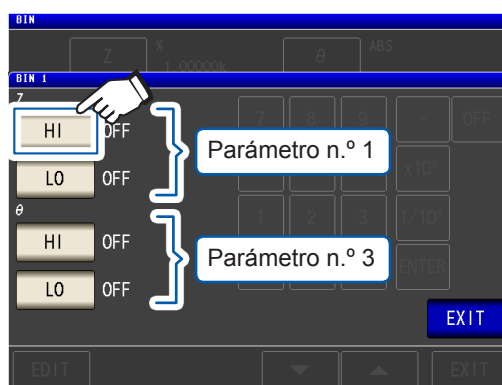 BIN
Z % 1.00000k θ ABS
BIN 1
Z
HI OFF
LO OFF
Parámetro n.º 1
θ
HI OFF
LO OFF
Parámetro n.º 3
7 8 9 - OFF
x10³
1 2 3 1/10³
ENTER
EXIT
EDIT ▼ ▲ EXIT